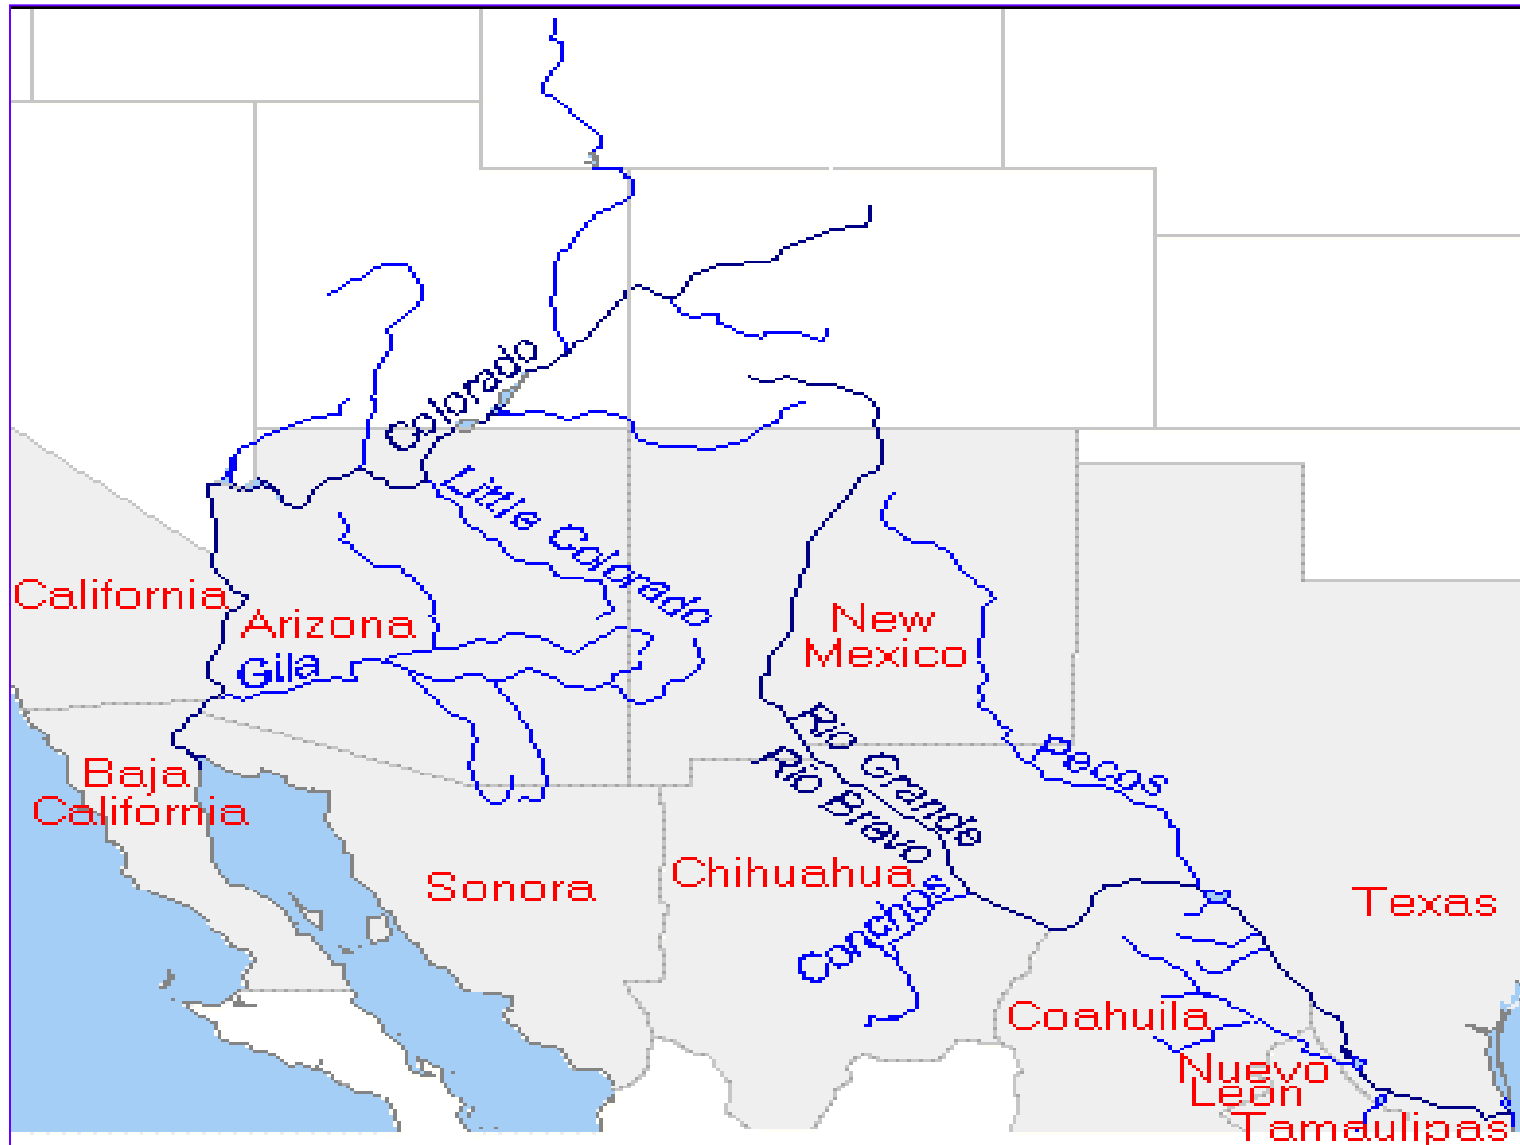 Colorado
Little Colorado
California
Arizona
New
Mexico
Gila
Rio Grande
Rio Bravo
Pecos
Baja
California
Sonora
Chihuahua
Conchos
Texas
Coahuila
Nuevo
León
Tamaulipas